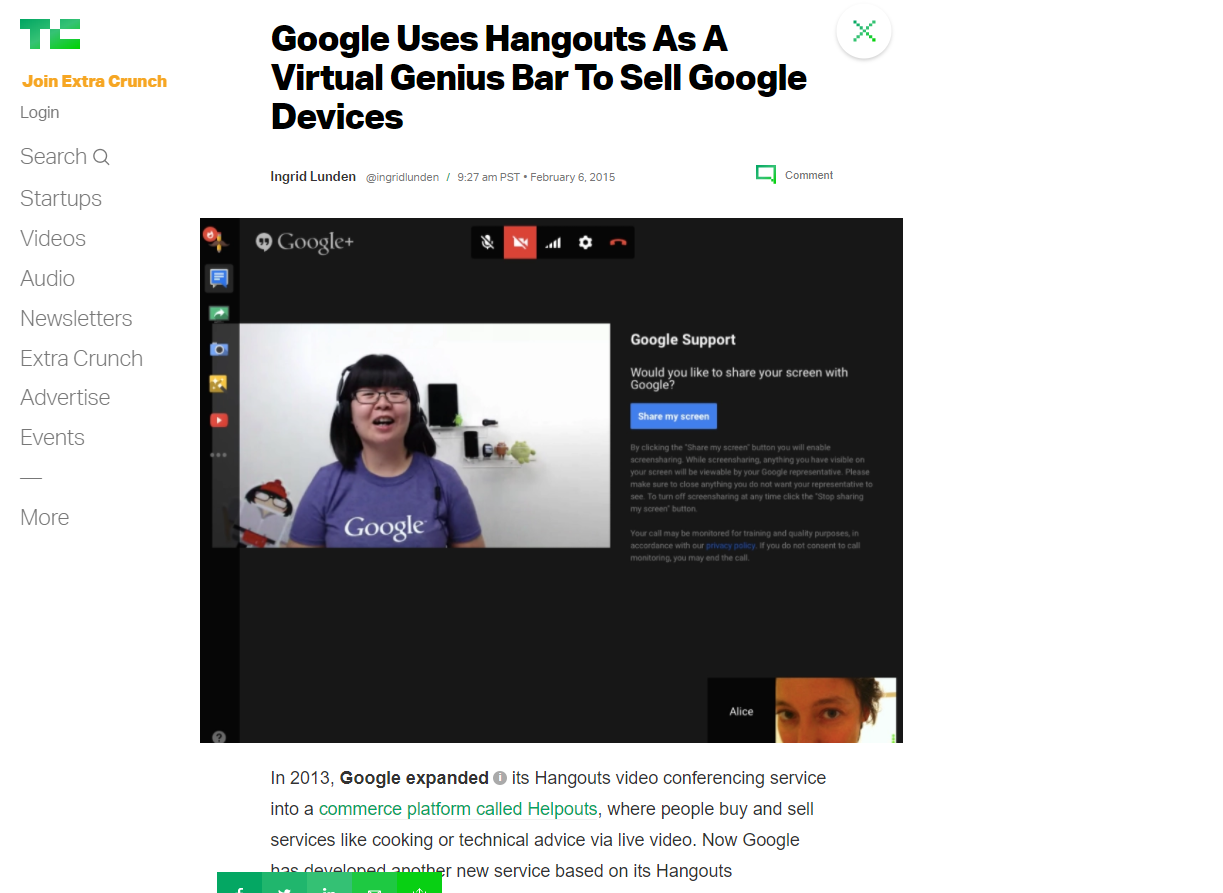 TC
Join Extra Crunch
Login
Search
Startups
Videos
Audio
Newsletters
Extra Crunch
Advertise
Events
More
Google Uses Hangouts As A
Virtual Genius Bar To Sell Google
Devices
Ingrid Lunden @ingridlunden / 9:27 am PST • February 6, 2015
Comment
Google+
Google
Google Support
Would you like to share your screen with
Google?
Share my screen
By clicking the "Share my screen" button you will enable
screensharing. While screensharing, anything you have visible on
your screen will be viewable by your Google representative. Please
make sure to close anything you do not want your representative to
see. To turn off screensharing at any time click the "Stop sharing
my screen" button.
Your call may be monitored for training and quality purposes, in
accordance with our privacy policy. If you do not consent to call
monitoring, you may end the call.
Alice
In 2013, Google expanded its Hangouts video conferencing service
into a commerce platform called Helpouts, where people buy and sell
services like cooking or technical advice via live video. Now Google
has developed another new service based on its Hangouts